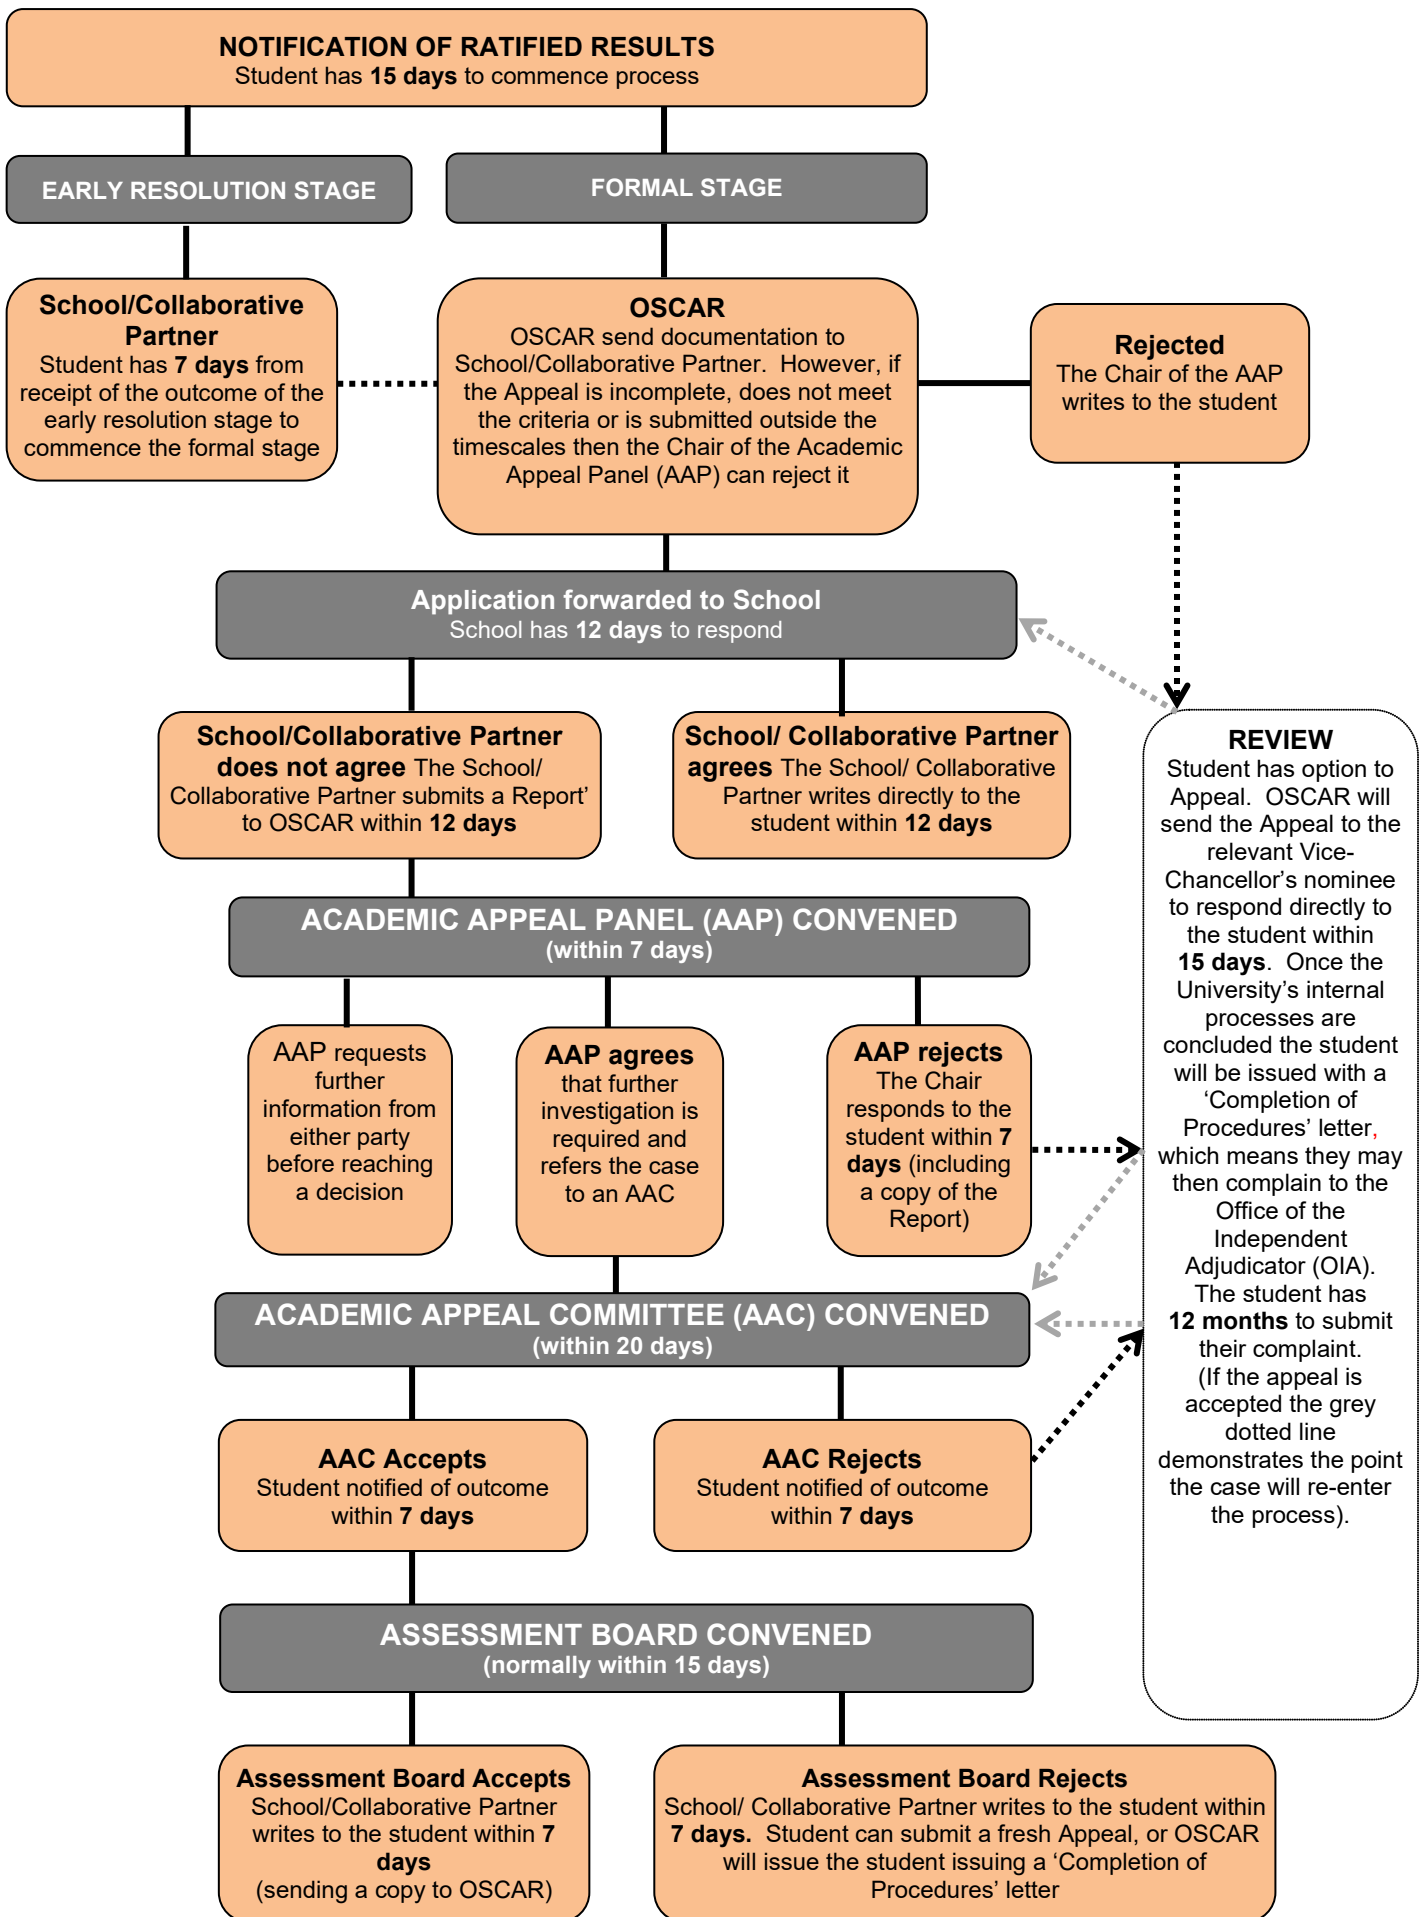 NOTIFICATION OF RATIFIED RESULTS
Student has 15 days to commence process
EARLY RESOLUTION STAGE
FORMAL STAGE
School/Collaborative
Partner
Student has 7 days from
receipt of the outcome of the
early resolution stage to
commence the formal stage
OSCAR
OSCAR send documentation to
School/Collaborative Partner. However, if
the Appeal is incomplete, does not meet
the criteria or is submitted outside the
timescales then the Chair of the Academic
Appeal Panel (AAP) can reject it
Rejected
The Chair of the AAP
writes to the student
Application forwarded to School
School has 12 days to respond
School/Collaborative Partner
does not agree The School/
Collaborative Partner submits a Report’
to OSCAR within 12 days
School/ Collaborative Partner
agrees The School/ Collaborative
Partner writes directly to the
student within 12 days
REVIEW
Student has option to
Appeal. OSCAR will
send the Appeal to the
relevant Vice-
Chancellor’s nominee
to respond directly to
the student within
15 days. Once the
University’s internal
processes are
concluded the student
will be issued with a
‘Completion of
Procedures’ letter,
which means they may
then complain to the
Office of the
Independent
Adjudicator (OIA).
The student has
12 months to submit
their complaint.
(If the appeal is
accepted the grey
dotted line
demonstrates the point
the case will re-enter
the process).
ACADEMIC APPEAL PANEL (AAP) CONVENED
(within 7 days)
AAP requests
further
information from
either party
before reaching
a decision
AAP agrees
that further
investigation is
required and
refers the case
to an AAC
AAP rejects
The Chair
responds to the
student within 7
days (including
a copy of the
Report)
ACADEMIC APPEAL COMMITTEE (AAC) CONVENED
(within 20 days)
AAC Accepts
Student notified of outcome
within 7 days
AAC Rejects
Student notified of outcome
within 7 days
ASSESSMENT BOARD CONVENED
(normally within 15 days)
Assessment Board Accepts
School/Collaborative Partner
writes to the student within 7
days
(sending a copy to OSCAR)
Assessment Board Rejects
School/ Collaborative Partner writes to the student within
7 days. Student can submit a fresh Appeal, or OSCAR
will issue the student issuing a ‘Completion of
Procedures’ letter